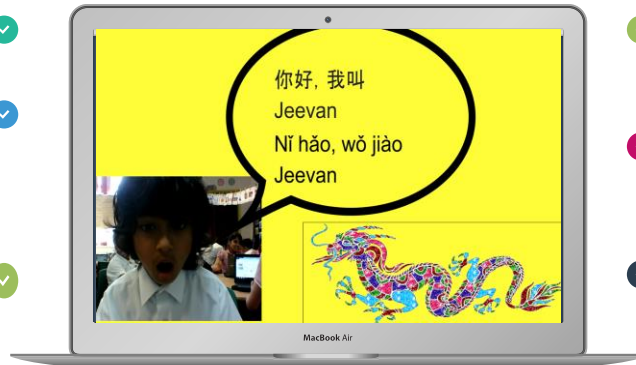 你好，我叫
Jeevan
Nǐ hǎo, wǒ jiào
Jeevan
MacBook Air